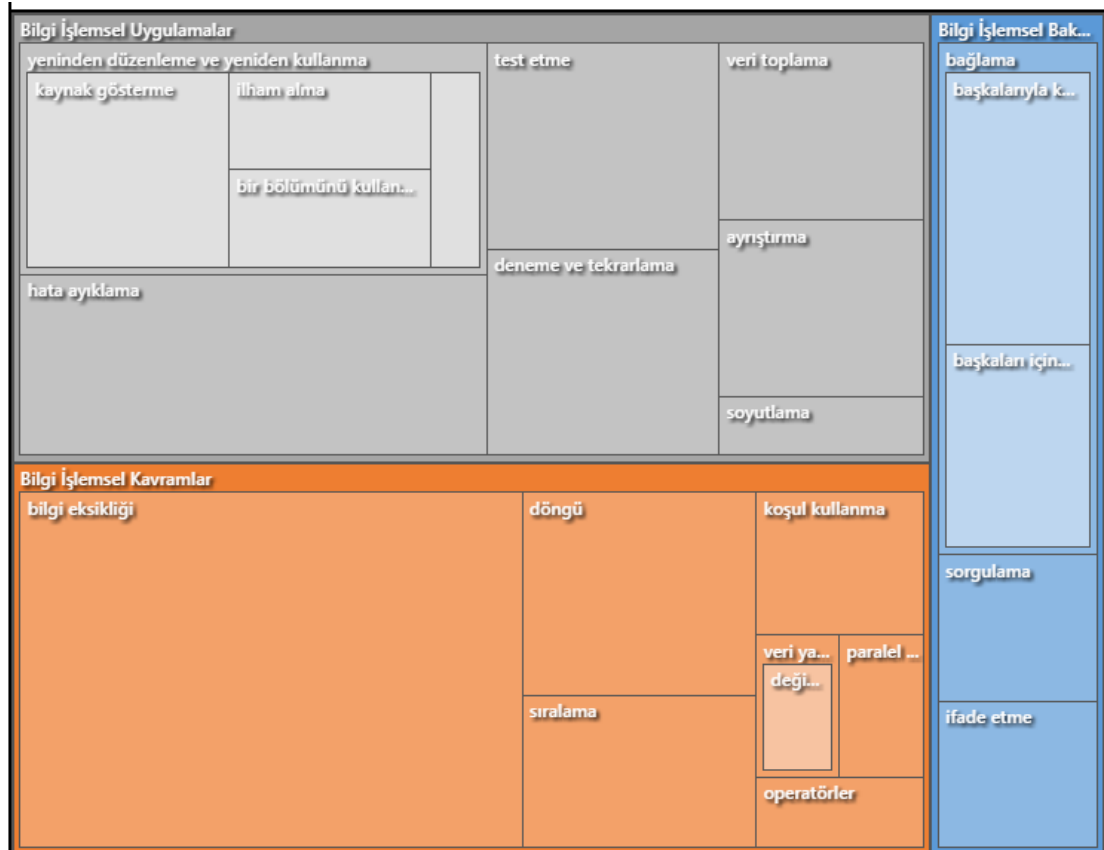 Bilgi İşlemsel Uygulamalar
yeninden düzenleme ve yeniden kullanma
kaynak gösterme
ilham alma
bir bölümünü kullan...
hata ayıklama
test etme
deneme ve tekrarlama
veri toplama
ayrıştırma
soyutlama
Bilgi İşlemsel Kavramlar
bilgi eksikliği
döngü
sıralama
koşul kullanma
veri ya...
deği...
paralel ...
operatörler
Bilgi İşlemsel Bak...
bağlama
başkalarıyla k...
başkaları için...
sorgulama
ifade etme